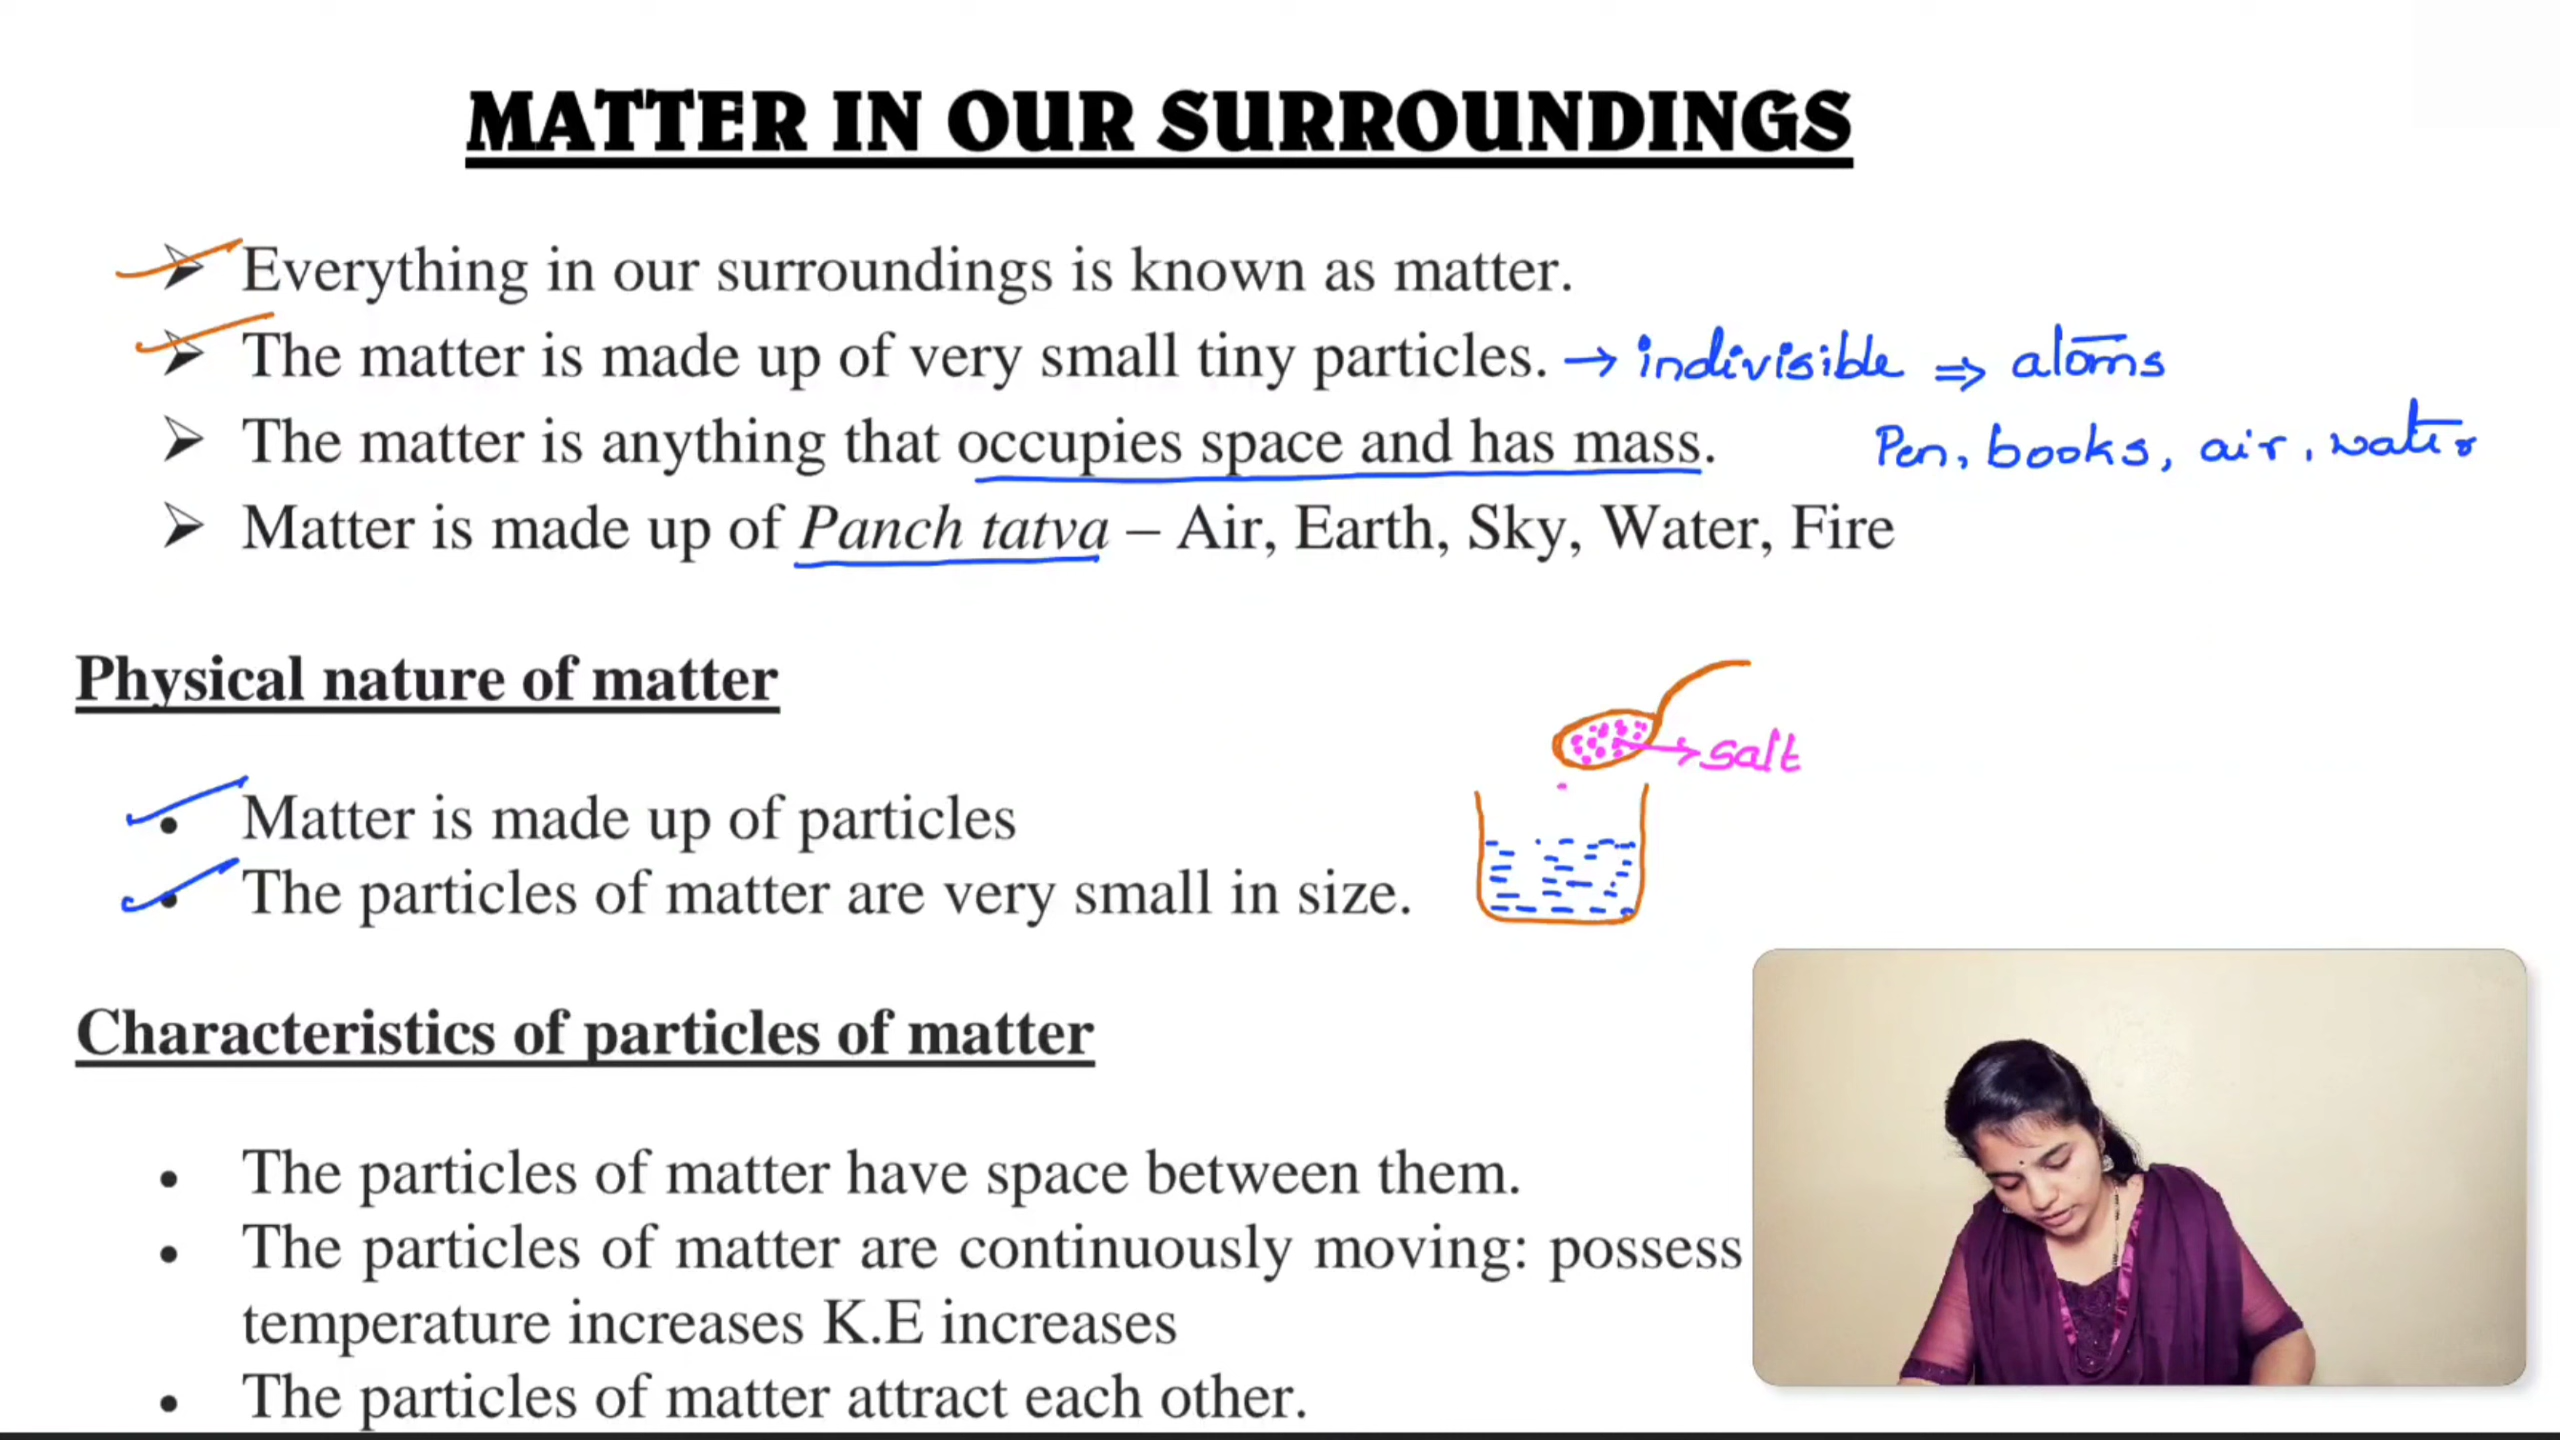 MATTER IN OUR SURROUNDINGS
➢ Everything in our surroundings is known as matter.
➢ The matter is made up of very small tiny particles. → indivisible ⇒ atoms
➢ The matter is anything that occupies space and has mass. Pen, books, air, water
➢ Matter is made up of Panch tatva – Air, Earth, Sky, Water, Fire
Physical nature of matter
→ salt
• Matter is made up of particles
• The particles of matter are very small in size.
Characteristics of particles of matter
• The particles of matter have space between them.
• The particles of matter are continuously moving: possess
temperature increases K.E increases
• The particles of matter attract each other.